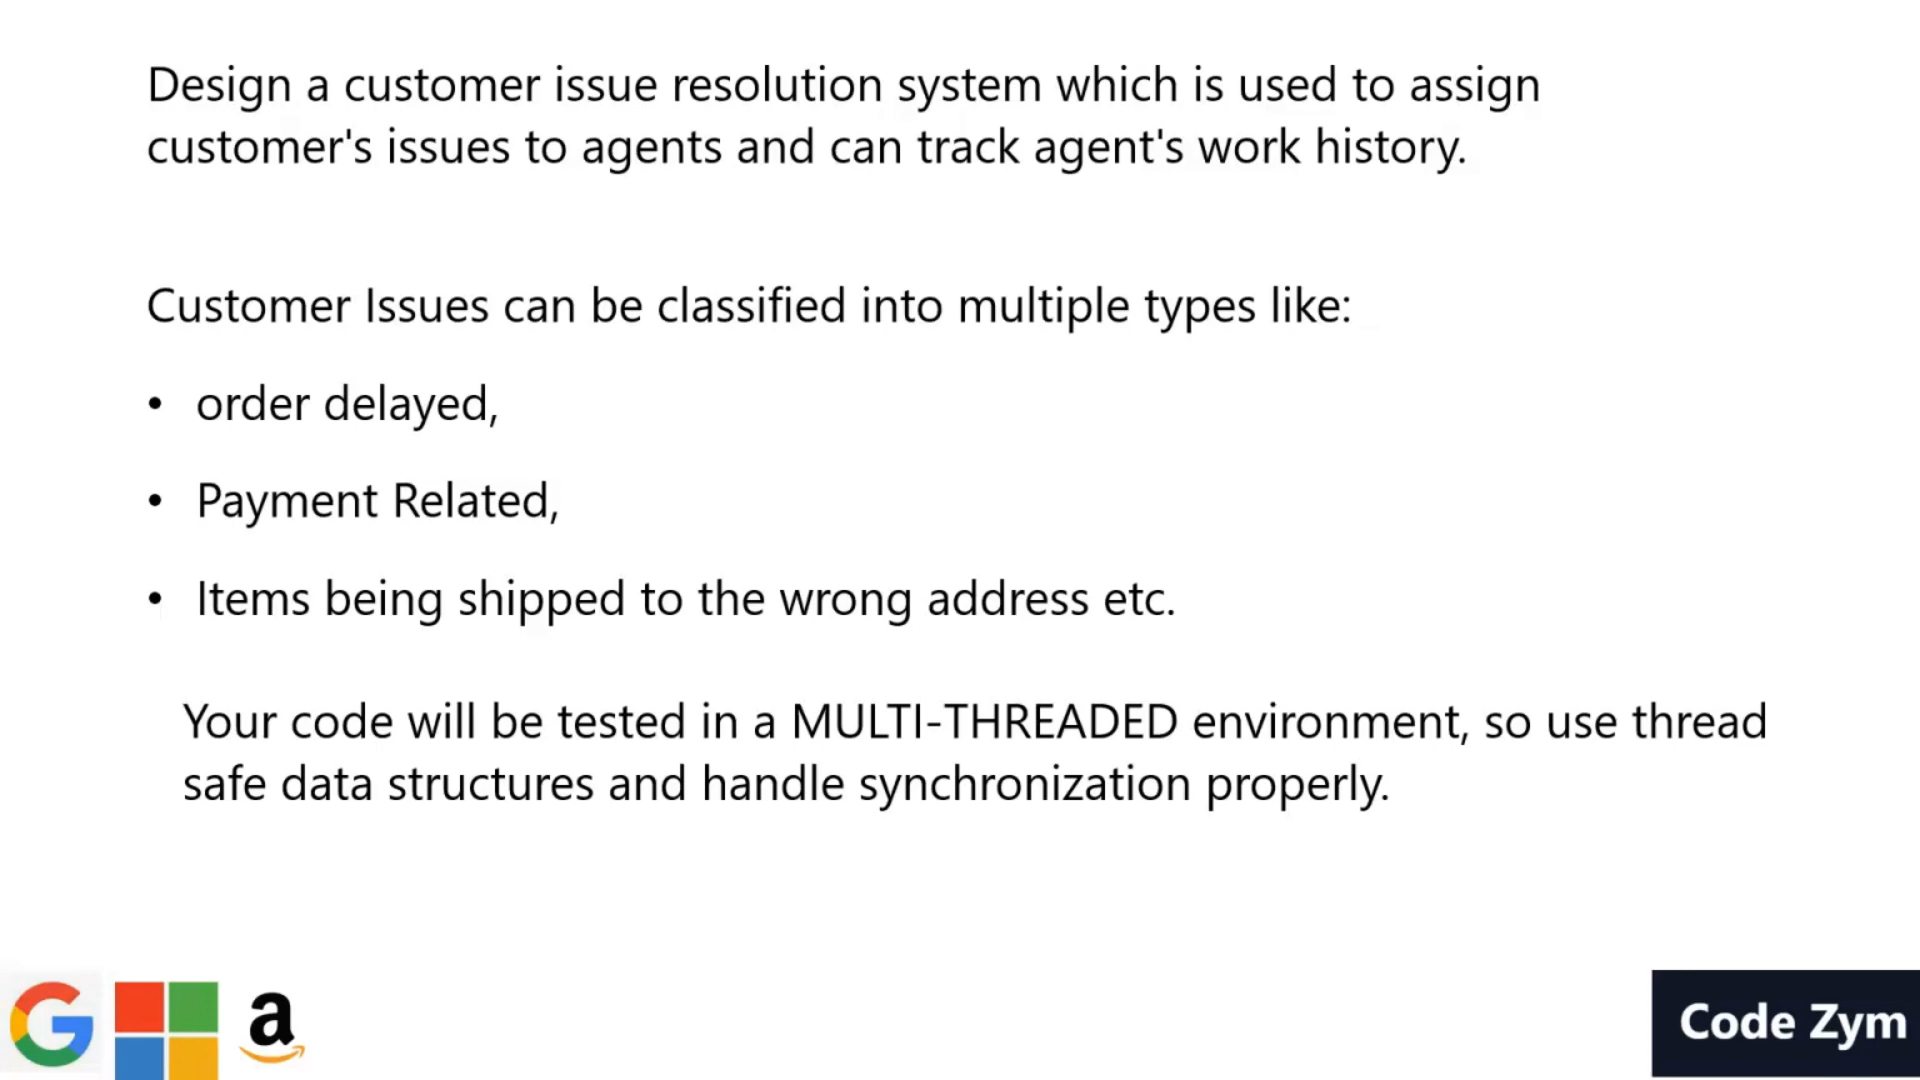 Design a customer issue resolution system which is used to assign
customer's issues to agents and can track agent's work history.
Customer Issues can be classified into multiple types like:
• order delayed,
• Payment Related,
• Items being shipped to the wrong address etc.
Your code will be tested in a MULTI-THREADED environment, so use thread
safe data structures and handle synchronization properly.
G
a
Code Zym